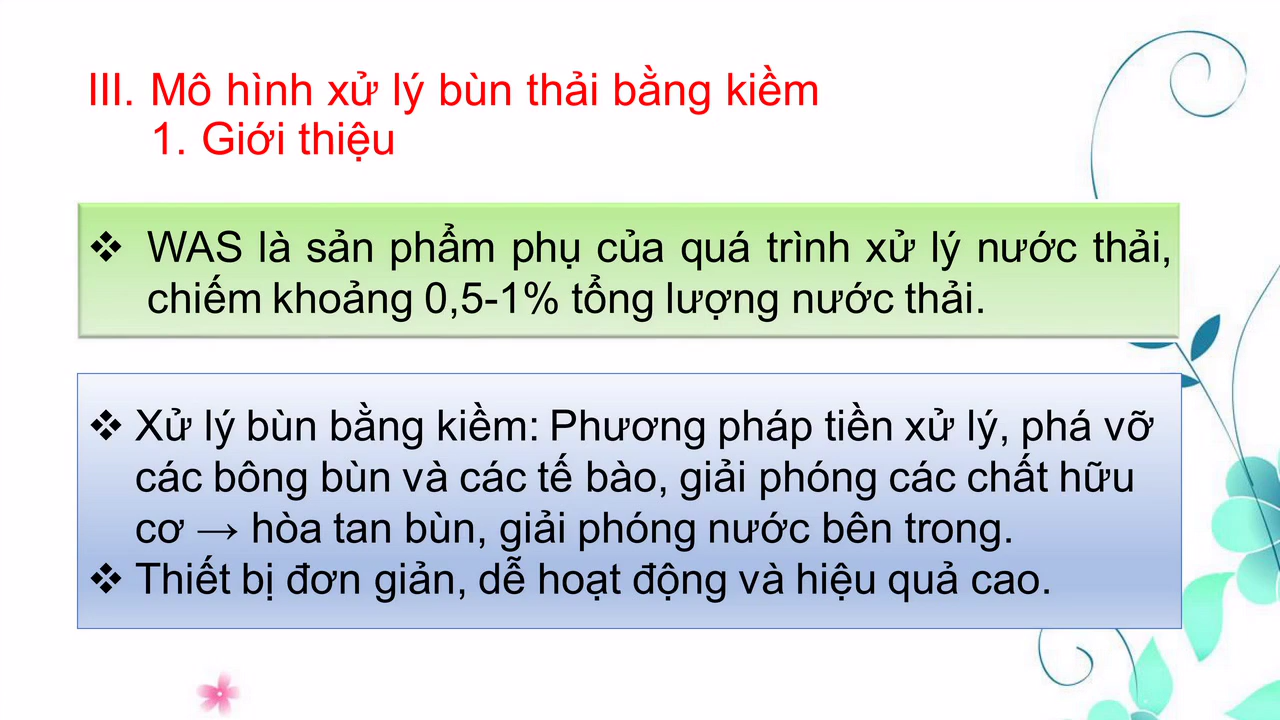 III. Mô hình xử lý bùn thải bằng kiềm
1. Giới thiệu
❖ WAS là sản phẩm phụ của quá trình xử lý nước thải,
chiếm khoảng 0,5-1% tổng lượng nước thải.
❖ Xử lý bùn bằng kiềm: Phương pháp tiền xử lý, phá vỡ
các bông bùn và các tế bào, giải phóng các chất hữu
cơ → hòa tan bùn, giải phóng nước bên trong.
❖ Thiết bị đơn giản, dễ hoạt động và hiệu quả cao.